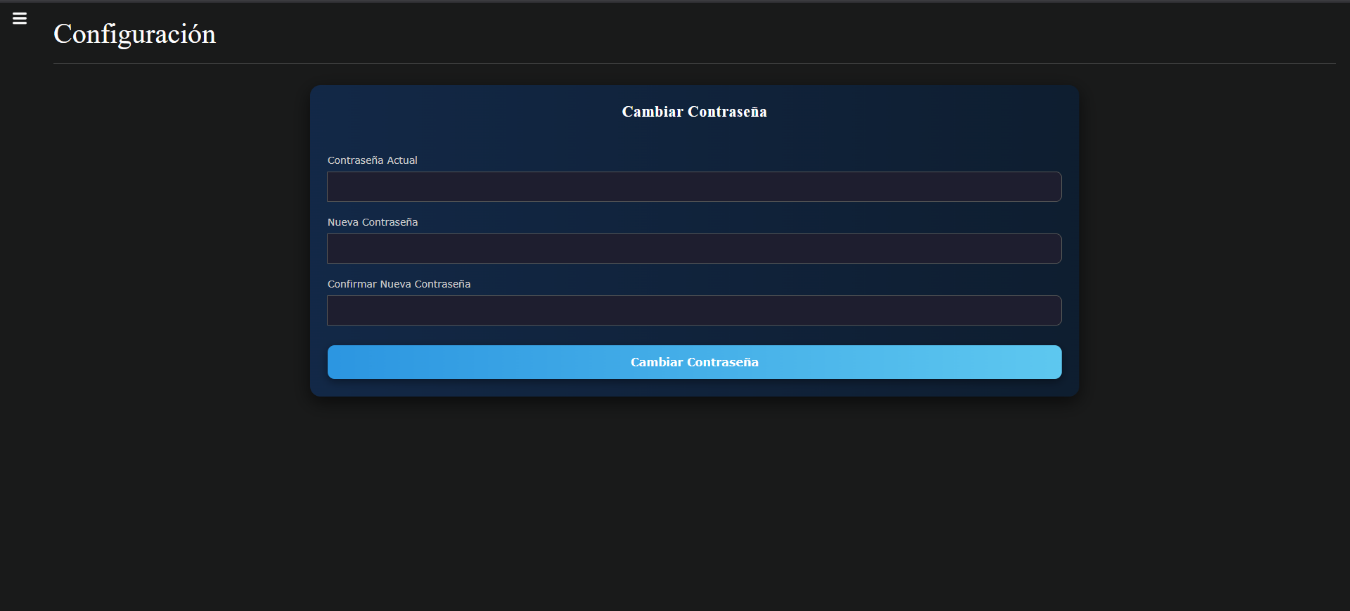 Configuración
Cambiar Contraseña
Contraseña Actual
Nueva Contraseña
Confirmar Nueva Contraseña
Cambiar Contraseña